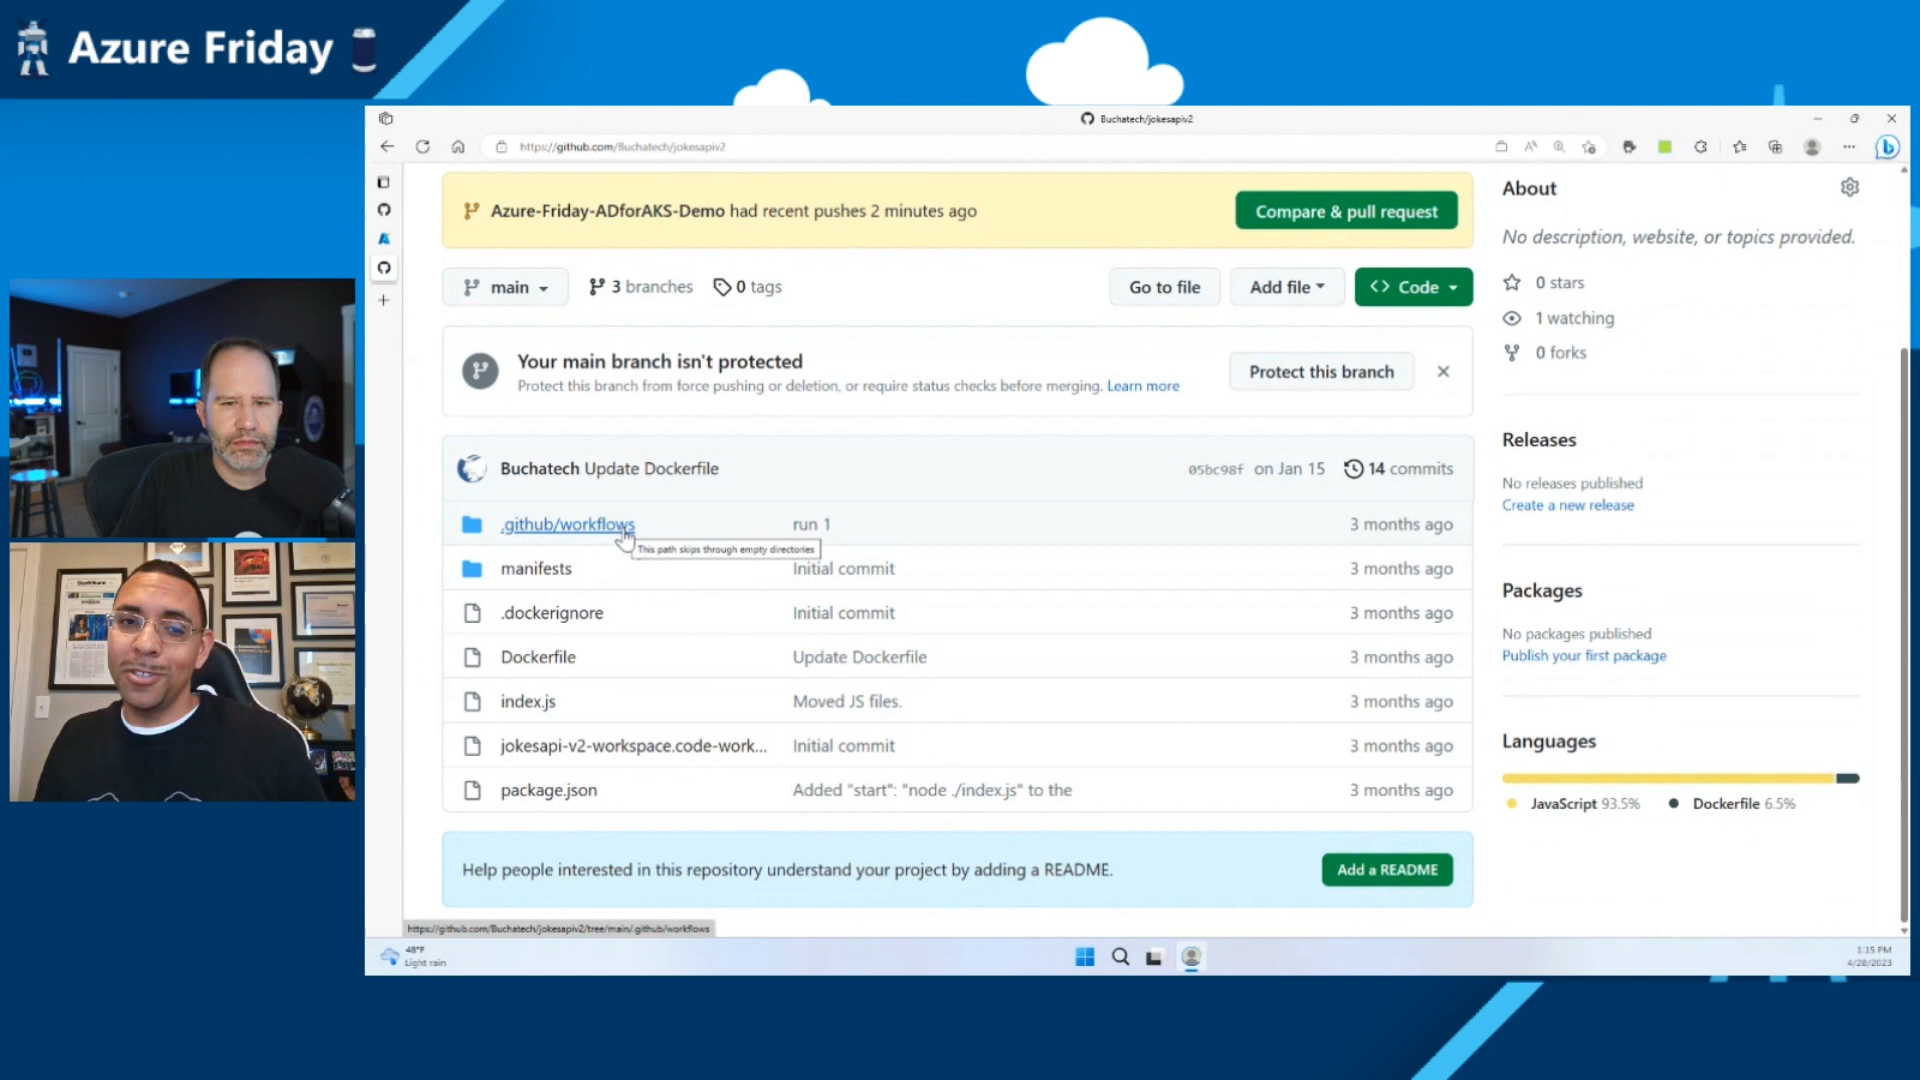 Azure Friday
Buchatech/jokesapiv2
https://github.com/Buchatech/jokesapiv2
Azure-Friday-ADforAKS-Demo had recent pushes 2 minutes ago
Compare & pull request
main
3 branches
0 tags
Go to file
Add file
Code
Your main branch isn't protected
Protect this branch from force pushing or deletion, or require status checks before merging. Learn more
Protect this branch
Buchatech Update Dockerfile
05bc98f on Jan 15
14 commits
.github/workflows
run 1
3 months ago
This path skips through empty directories
manifests
Initial commit
3 months ago
.dockerignore
Initial commit
3 months ago
Dockerfile
Update Dockerfile
3 months ago
index.js
Moved JS files.
3 months ago
jokesapi-v2-workspace.code-work...
Initial commit
3 months ago
package.json
Added "start": "node ./index.js" to the
3 months ago
Help people interested in this repository understand your project by adding a README.
Add a README
About
No description, website, or topics provided.
0 stars
1 watching
0 forks
Releases
No releases published
Create a new release
Packages
No packages published
Publish your first package
Languages
JavaScript 93.5%
Dockerfile 6.5%
https://github.com/Buchatech/jokesapiv2/tree/main/.github/workflows
48°F
Light rain
1:15 PM
4/28/2023